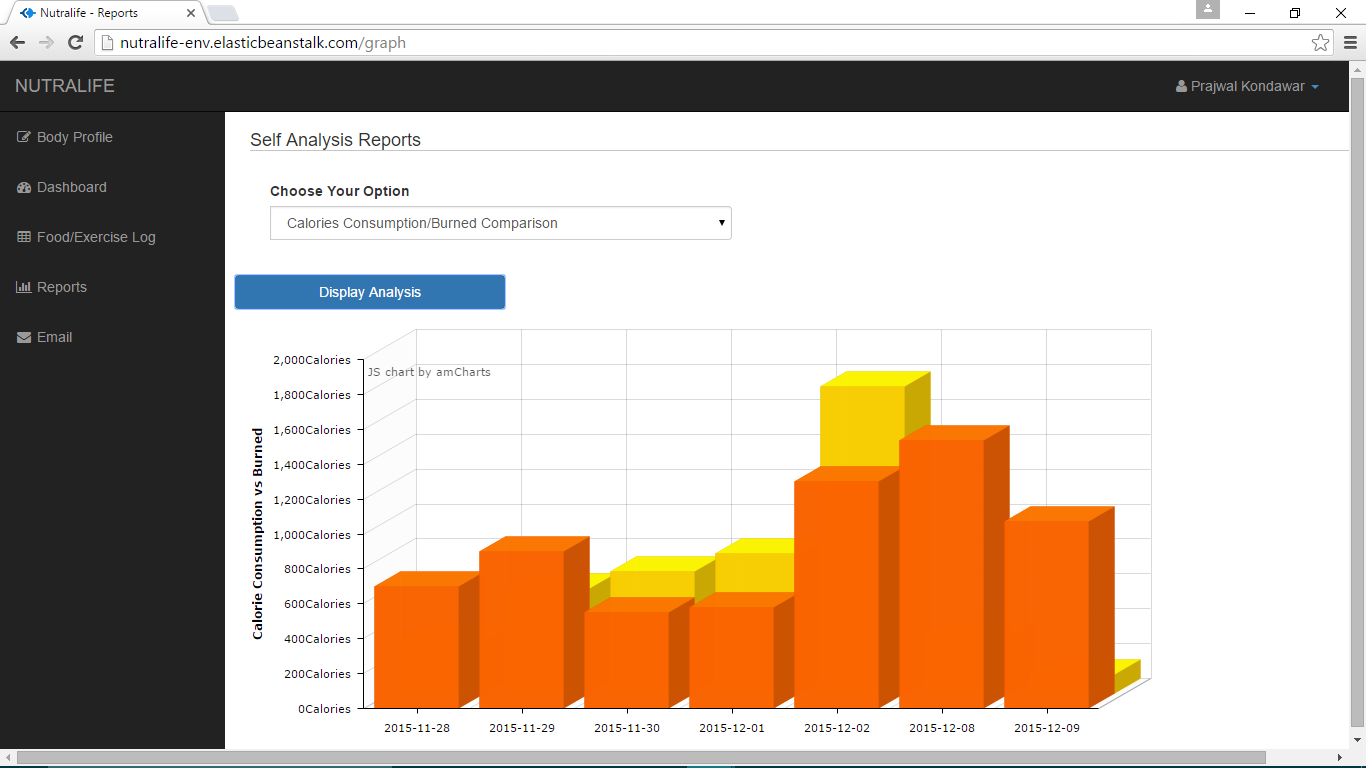 Nutralife - Reports
nutralife-env.elasticbeanstalk.com/graph
NUTRALIFE
Prajwal Kondawar
Body Profile
Dashboard
Food/Exercise Log
Reports
Email
Self Analysis Reports
Choose Your Option
Calories Consumption/Burned Comparison
Display Analysis
JS chart by amCharts
Calorie Consumption vs Burned
2,000Calories
1,800Calories
1,600Calories
1,400Calories
1,200Calories
1,000Calories
800Calories
600Calories
400Calories
200Calories
0Calories
2015-11-28 2015-11-29 2015-11-30 2015-12-01 2015-12-02 2015-12-08 2015-12-09